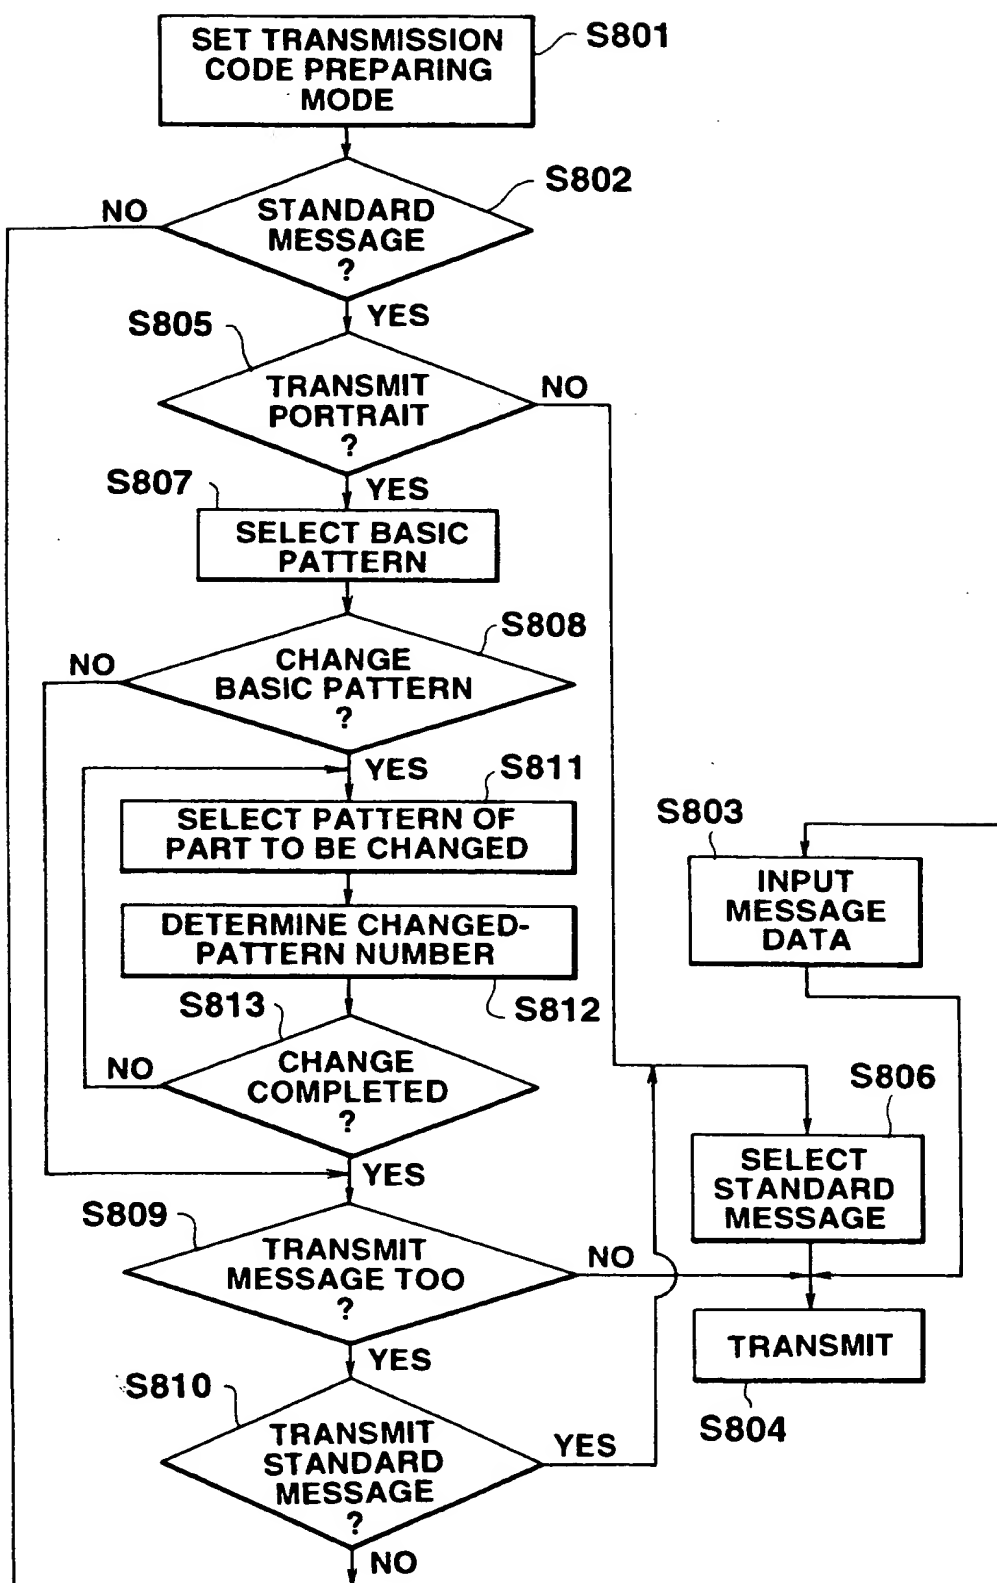 SET TRANSMISSION
CODE PREPARING
MODE
S801
S802
NO
STANDARD
MESSAGE
?
YES
S805
TRANSMIT
PORTRAIT
?
NO
YES
S807
SELECT BASIC
PATTERN
S808
NO
CHANGE
BASIC PATTERN
?
YES
S811
SELECT PATTERN OF
PART TO BE CHANGED
S803
INPUT
MESSAGE
DATA
DETERMINE CHANGED-
PATTERN NUMBER
S812
S813
NO
CHANGE
COMPLETED
?
YES
S806
SELECT
STANDARD
MESSAGE
S809
TRANSMIT
MESSAGE TOO
?
NO
YES
TRANSMIT
S804
S810
TRANSMIT
STANDARD
MESSAGE
?
YES
NO